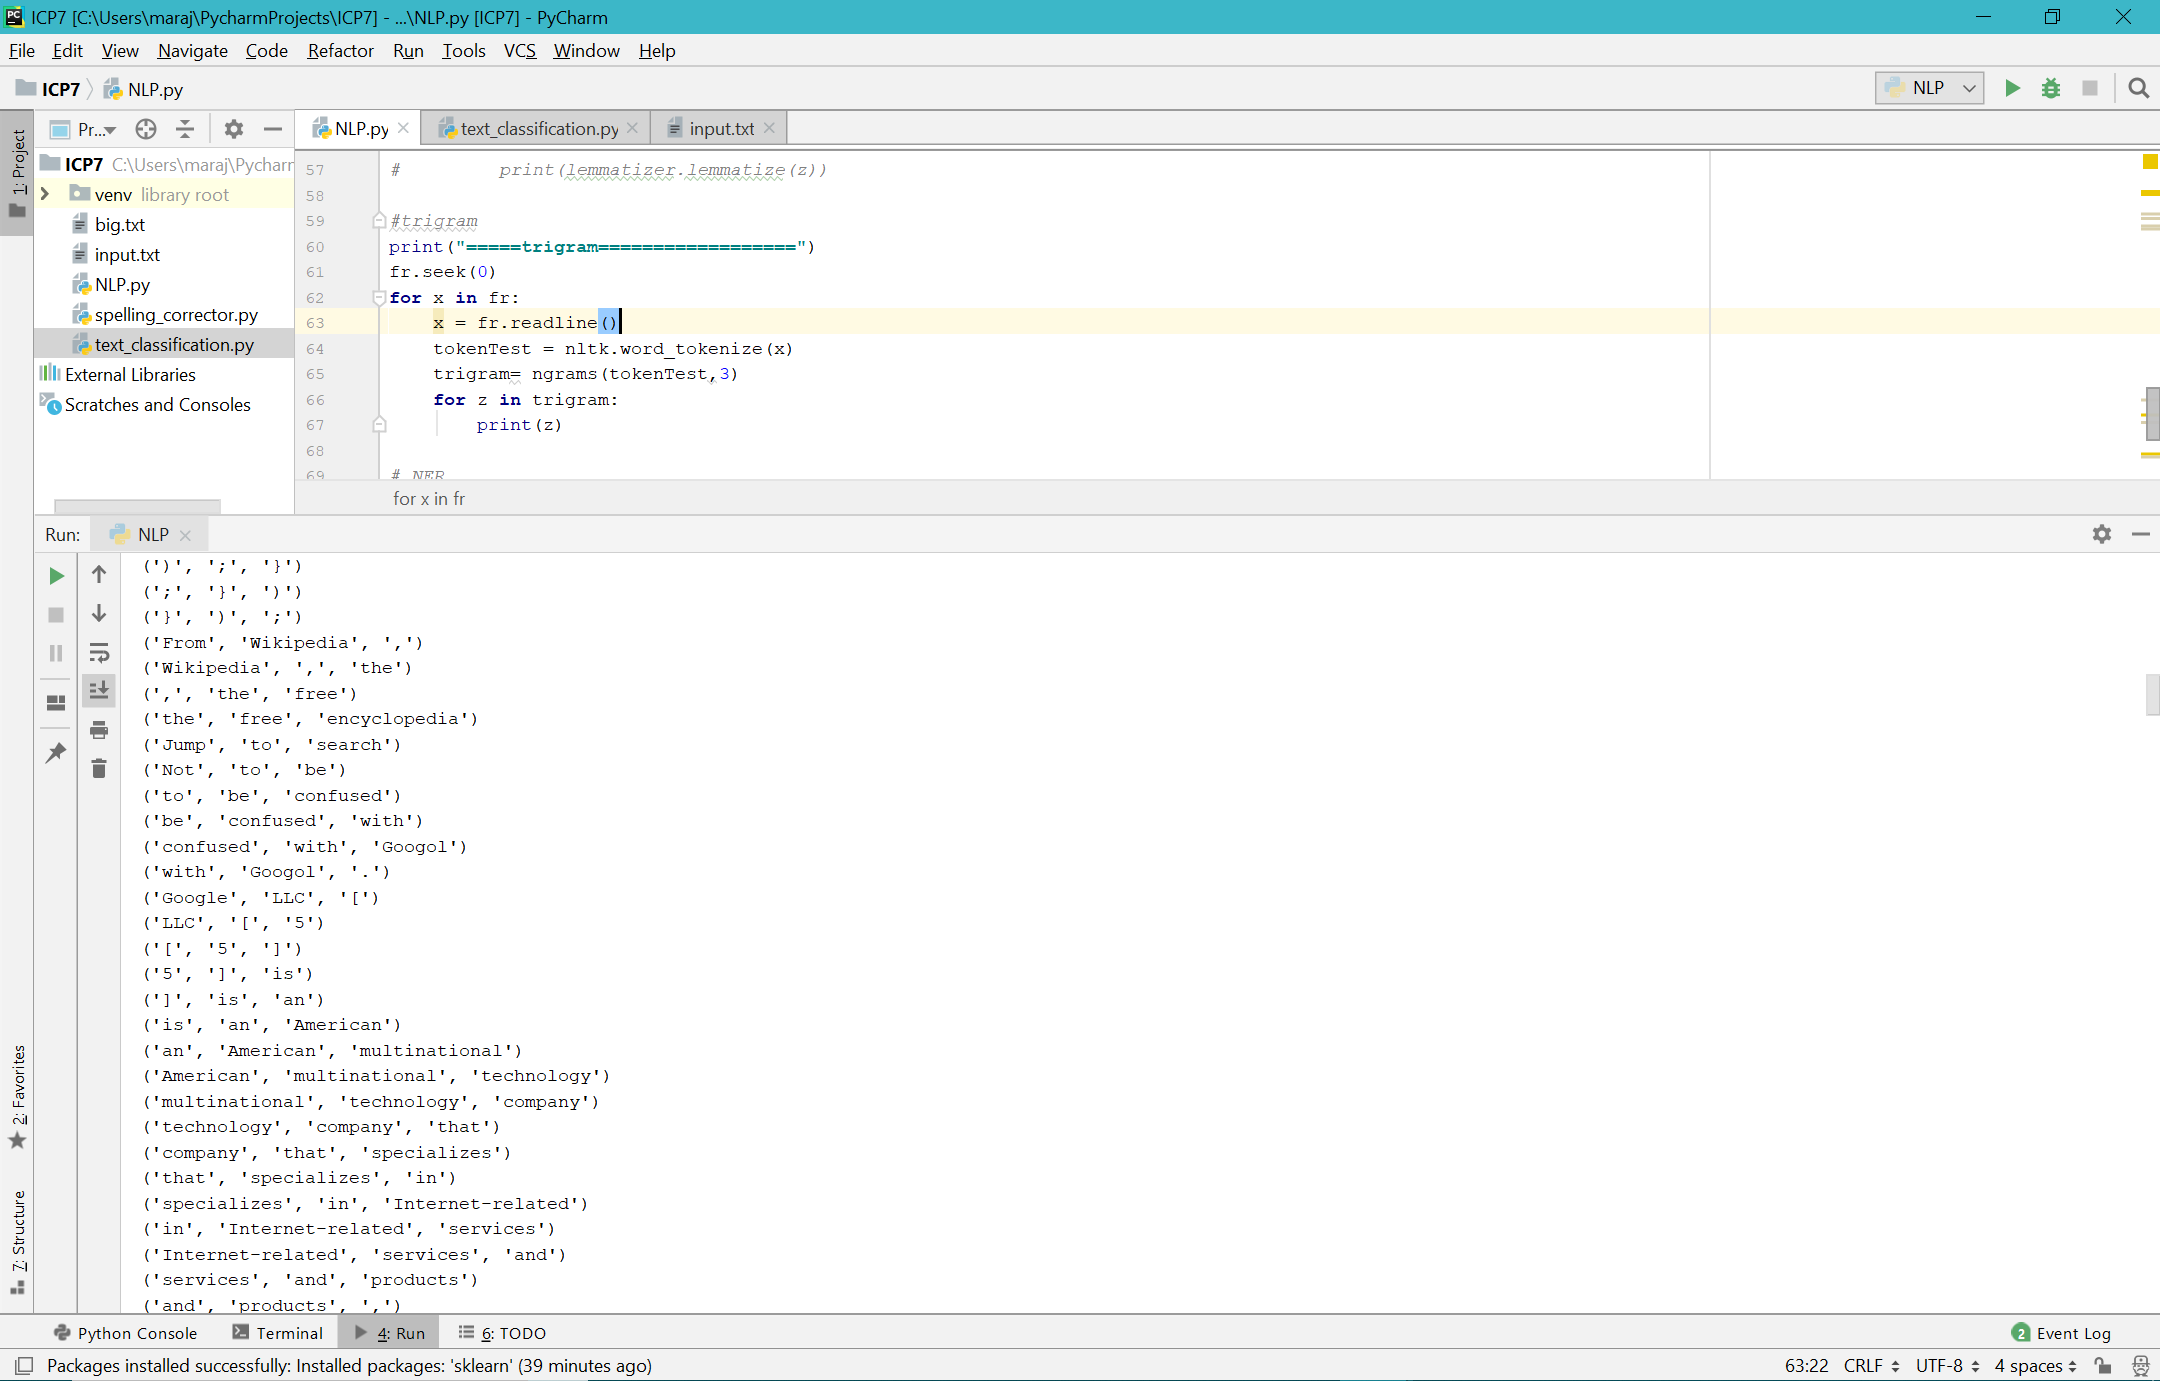 ICP7 [C:\Users\maraj\PycharmProjects\ICP7] - ...\NLP.py [ICP7] - PyCharm
File Edit View Navigate Code Refactor Run Tools VCS Window Help
ICP7 NLP.py
NLP
1: Project
Pr...
NLP.py text_classification.py input.txt
ICP7 C:\Users\maraj\Pycharm
venv library root
big.txt
input.txt
NLP.py
spelling_corrector.py
text_classification.py
External Libraries
Scratches and Consoles
57 # print(lemmatizer.lemmatize(z))
58
59 #trigram
60 print("=====trigram==================")
61 fr.seek(0)
62 for x in fr:
63 x = fr.readline()
64 tokenTest = nltk.word_tokenize(x)
65 trigram= ngrams(tokenTest,3)
66 for z in trigram:
67 print(z)
68
69 # NER
for x in fr
Run: NLP
(')', ';', '}')
(';', '}', ')')
('}', ')', ';')
('From', 'Wikipedia', ',')
('Wikipedia', ',', 'the')
(',', 'the', 'free')
('the', 'free', 'encyclopedia')
('Jump', 'to', 'search')
('Not', 'to', 'be')
('to', 'be', 'confused')
('be', 'confused', 'with')
('confused', 'with', 'Googol')
('with', 'Googol', '.')
('Google', 'LLC', '[')
('LLC', '[', '5')
('[', '5', ']')
('5', ']', 'is')
(']', 'is', 'an')
('is', 'an', 'American')
('an', 'American', 'multinational')
('American', 'multinational', 'technology')
('multinational', 'technology', 'company')
('technology', 'company', 'that')
('company', 'that', 'specializes')
('that', 'specializes', 'in')
('specializes', 'in', 'Internet-related')
('in', 'Internet-related', 'services')
('Internet-related', 'services', 'and')
('services', 'and', 'products')
('and', 'products', ',')
2: Favorites
7: Structure
Python Console Terminal 4: Run 6: TODO 2 Event Log
Packages installed successfully: Installed packages: 'sklearn' (39 minutes ago) 63:22 CRLF UTF-8 4 spaces